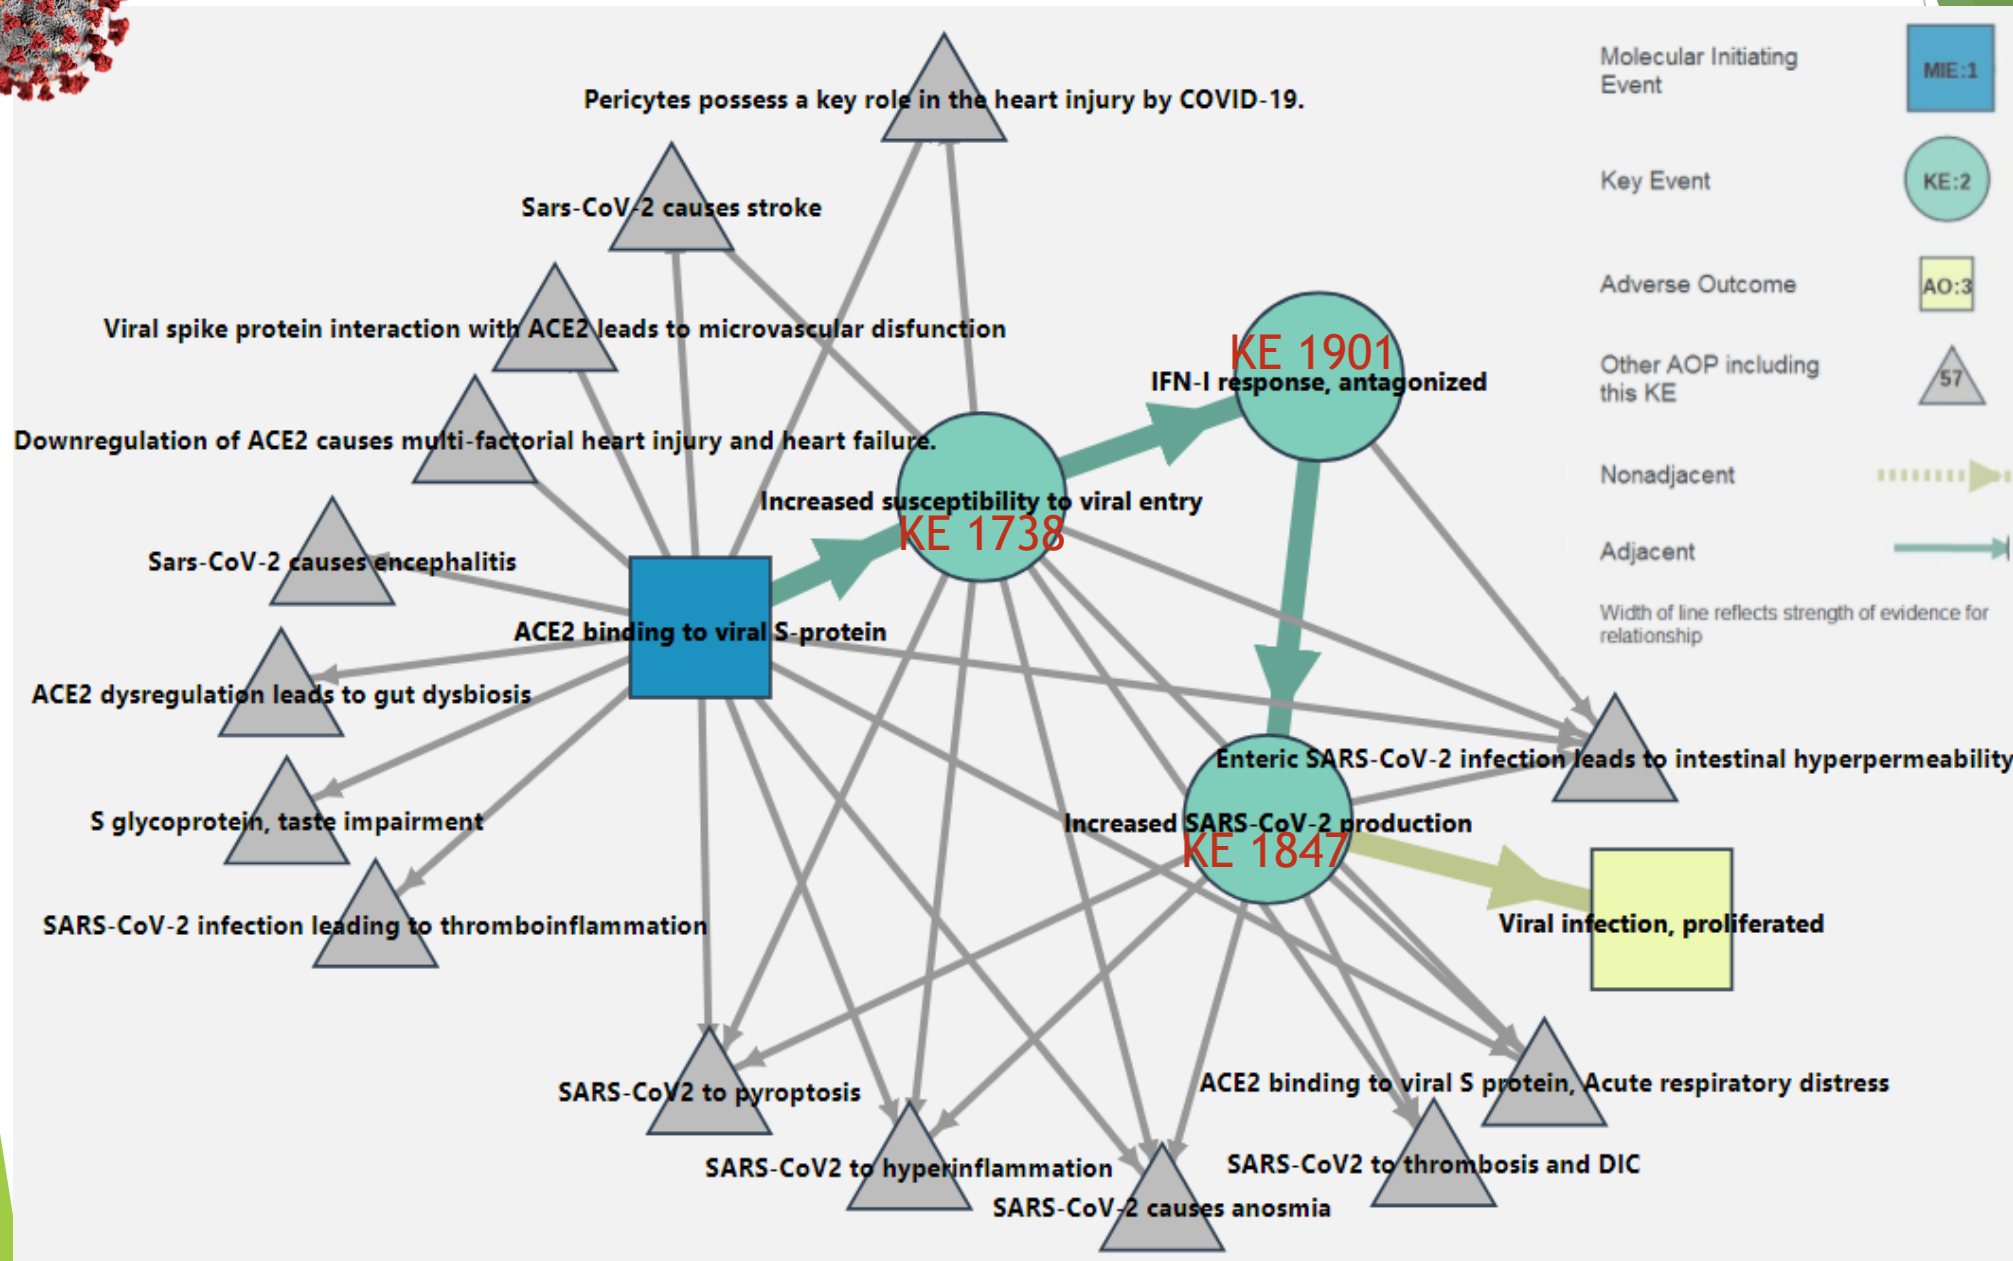 Pericytes possess a key role in the heart injury by COVID-19.
Sars-CoV-2 causes stroke
Viral spike protein interaction with ACE2 leads to microvascular disfunction
Downregulation of ACE2 causes multi-factorial heart injury and heart failure.
Sars-CoV-2 causes encephalitis
ACE2 dysregulation leads to gut dysbiosis
S glycoprotein, taste impairment
SARS-CoV-2 infection leading to thromboinflammation
ACE2 binding to viral S-protein
Increased susceptibility to viral entry
KE 1738
KE 1901
IFN-I response, antagonized
Enteric SARS-CoV-2 infection leads to intestinal hyperpermeability
Increased SARS-CoV-2 production
KE 1847
Viral infection, proliferated
SARS-CoV2 to pyroptosis
SARS-CoV2 to hyperinflammation
SARS-CoV-2 causes anosmia
ACE2 binding to viral S protein, Acute respiratory distress
SARS-CoV2 to thrombosis and DIC
Molecular Initiating
Event
MIE:1
Key Event
KE:2
Adverse Outcome
AO:3
Other AOP including
this KE
57
Nonadjacent
Adjacent
Width of line reflects strength of evidence for
relationship